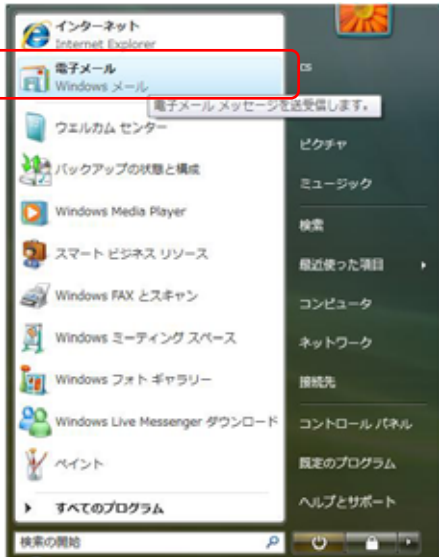 インターネット
Internet Explorer
電子メール
Windows メール
電子メール メッセージを送受信します。
ウエルカム センター
バックアップの状態と構成
Windows Media Player
スマート ビジネス リソース
Windows FAX とスキャン
Windows ミーティング スペース
Windows フォト ギャラリー
Windows Live Messenger ダウンロード
ペイント
すべてのプログラム
検索の開始
cs
ピクチャ
ミュージック
検索
最近使った項目
コンピュータ
ネットワーク
接続先
コントロール パネル
既定のプログラム
ヘルプとサポート